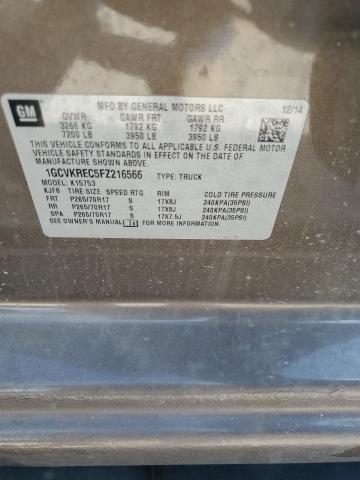 GM
MFD BY GENERAL MOTORS LLC 12/14
GVWR GAWR FRT GAWR RR
3266 KG 1792 KG 1792 KG
7200 LB 3950 LB 3950 LB
THIS VEHICLE CONFORMS TO ALL APPLICABLE U.S. FEDERAL MOTOR
VEHICLE SAFETY STANDARDS IN EFFECT ON THE DATE OF
MANUFACTURE SHOWN ABOVE.
1GCVKREC5FZ216566 TYPE: TRUCK
MODEL: K15753
KJF8 TIRE SIZE SPEED RTG RIM COLD TIRE PRESSURE
FRT P265/70R17 S 17X8J 240KPA(35PSI)
RR P265/70R17 S 17X8J 240KPA(35PSI)
SPA P265/70R17 S 17X7.5J 240KPA(35PSI)
SEE OWNER'S MANUAL FOR ADDITIONAL INFORMATION.